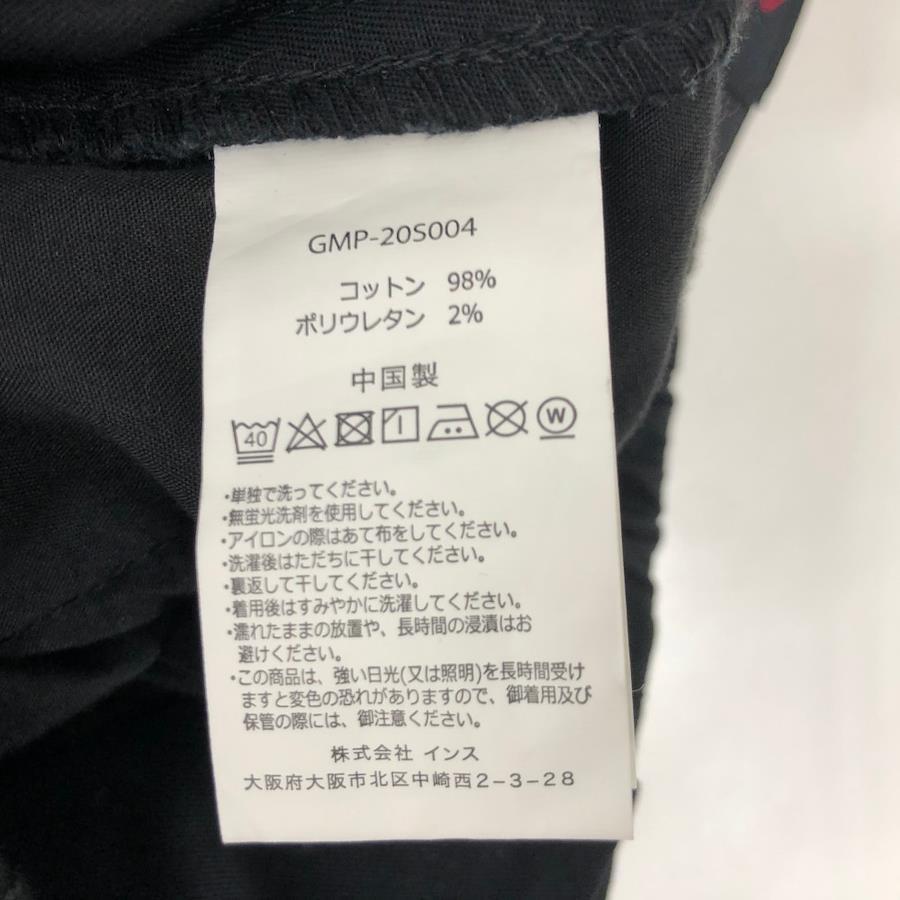 GMP-20S004
コットン 98%
ポリウレタン 2%
中国製
40 W
・単独で洗ってください。
・無蛍光洗剤を使用してください。
・アイロンの際はあて布をしてください。
・洗濯後はただちに干してください。
・裏返して干してください。
・着用後はすみやかに洗濯してください。
・濡れたままの放置や、長時間の浸漬はお
避けください。
・この商品は、強い日光(又は照明)を長時間受け
ますと変色の恐れがありますので、御着用及び
保管の際には、御注意ください。
株式会社 インス
大阪府大阪市北区中崎西2-3-28